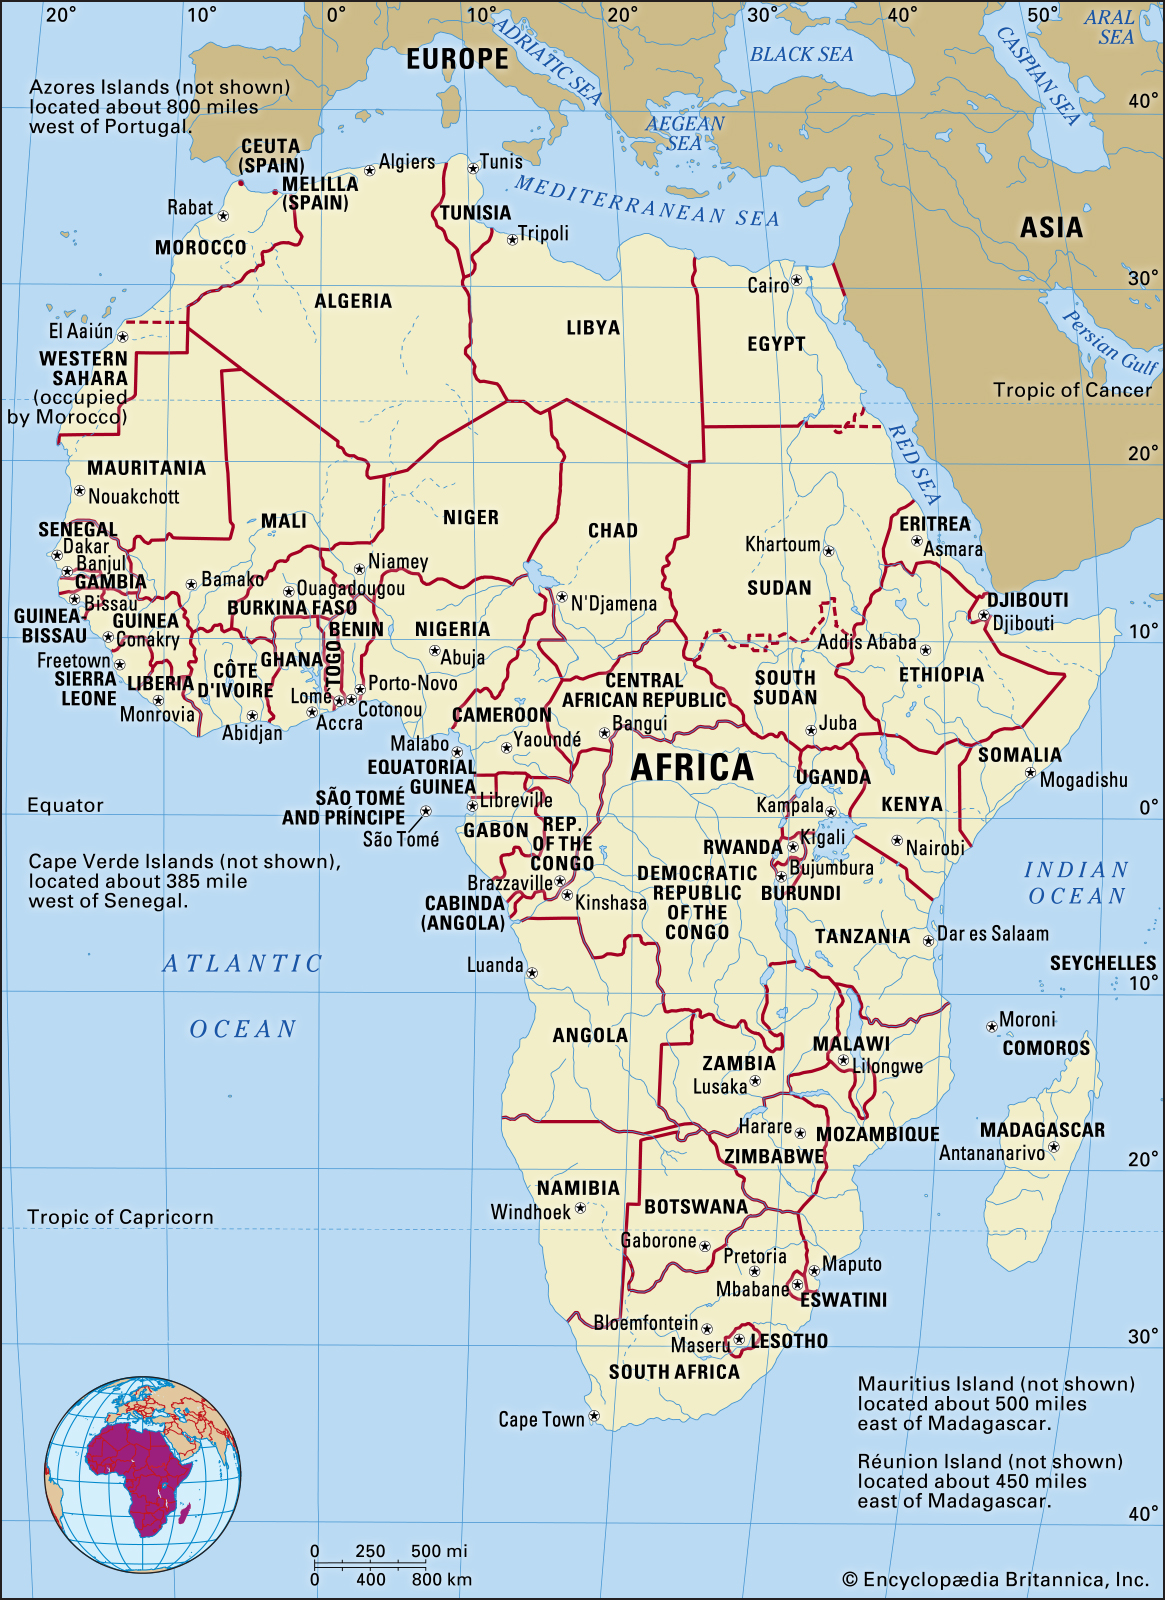 20°
10°
0°
10°
20°
30°
40°
50°
ARAL
SEA
EUROPE
ADRIATIC SEA
BLACK SEA
CASPIAN SEA
Azores Islands (not shown)
located about 800 miles
west of Portugal.
40°
AEGEAN
SEA
CEUTA
(SPAIN)
Algiers
Tunis
MELILLA
(SPAIN)
MEDITERRANEAN SEA
Rabat
TUNISIA
Tripoli
ASIA
MOROCCO
30°
Cairo
ALGERIA
LIBYA
EGYPT
Persian Gulf
El Aaiún
WESTERN
SAHARA
(occupied
by Morocco)
Tropic of Cancer
RED SEA
20°
MAURITANIA
Nouakchott
MALI
NIGER
CHAD
ERITREA
Asmara
SENEGAL
Dakar
Banjul
GAMBIA
Khartoum
SUDAN
Niamey
Bamako
Ouagadougou
BURKINA FASO
N'Djamena
DJIBOUTI
Djibouti
Bissau
GUINEA-
BISSAU
GUINEA
Conakry
BENIN
NIGERIA
Abuja
10°
Addis Ababa
ETHIOPIA
Freetown
SIERRA
LEONE
LIBERIA
Monrovia
CÔTE
D'IVOIRE
GHANA
TOGO
Porto-Novo
Lomé
Cotonou
Accra
Abidjan
CENTRAL
AFRICAN REPUBLIC
Bangui
SOUTH
SUDAN
Juba
CAMEROON
Yaoundé
Malabo
EQUATORIAL
GUINEA
AFRICA
SOMALIA
Mogadishu
UGANDA
Kampala
KENYA
Nairobi
Equator
0°
SÃO TOMÉ
AND PRÍNCIPE
São Tomé
Libreville
GABON
REP.
OF THE
CONGO
RWANDA
Kigali
Bujumbura
BURUNDI
Cape Verde Islands (not shown),
located about 385 mile
west of Senegal.
Brazzaville
Kinshasa
CABINDA
(ANGOLA)
DEMOCRATIC
REPUBLIC
OF THE
CONGO
INDIAN
OCEAN
TANZANIA
Dar es Salaam
ATLANTIC
OCEAN
Luanda
SEYCHELLES
10°
ANGOLA
Moroni
COMOROS
MALAWI
Lilongwe
ZAMBIA
Lusaka
Harare
MOZAMBIQUE
ZIMBABWE
MADAGASCAR
Antananarivo
20°
NAMIBIA
Windhoek
BOTSWANA
Gaborone
Tropic of Capricorn
Pretoria
Maputo
Mbabane
ESWATINI
Bloemfontein
Maseru
LESOTHO
30°
SOUTH AFRICA
Cape Town
Mauritius Island (not shown)
located about 500 miles
east of Madagascar.
Réunion Island (not shown)
located about 450 miles
east of Madagascar.
40°
0 250 500 mi
0 400 800 km
© Encyclopædia Britannica, Inc.